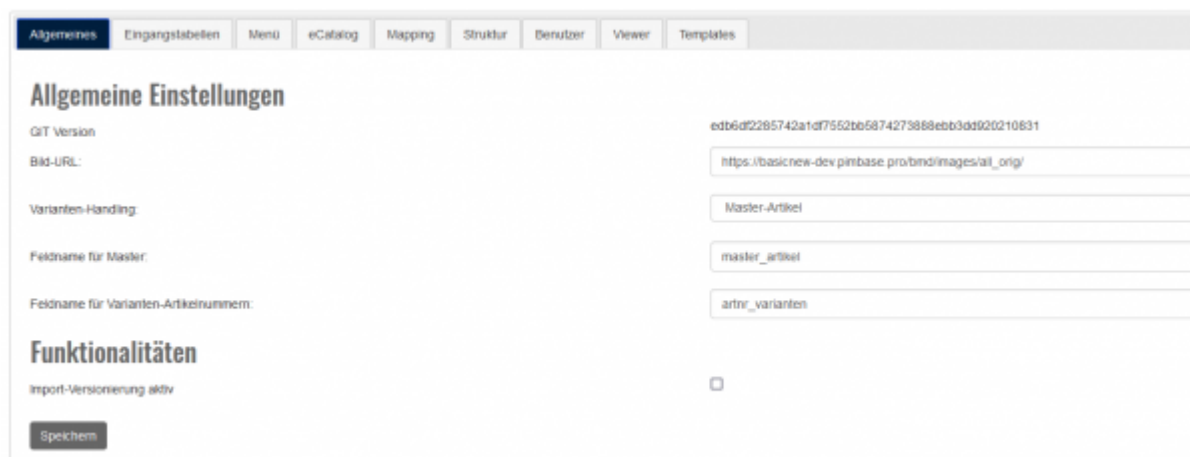 Allgemeines Eingangstabellen Menü eCatalog Mapping Struktur Benutzer Viewer Templates
Allgemeine Einstellungen
GIT Version edb6df2285742a1df7552bb5874273888ebb3dd920210831
Bild-URL: https://basicnew-dev.pimbase.pro/bmd/images/all_orig/
Varianten-Handling: Master-Artikel
Feldname für Master: master_artikel
Feldname für Varianten-Artikelnummern: artnr_varianten
Funktionalitäten
Import-Versionierung aktiv
Speichern